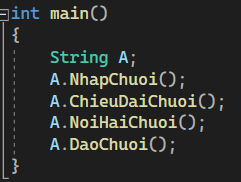 int main()
{
String A;
A.NhapChuoi();
A.ChieuDaiChuoi();
A.NoiHaiChuoi();
A.DaoChuoi();
}